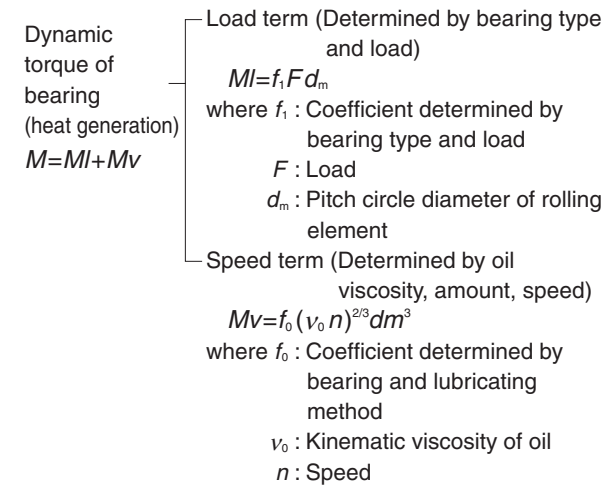 Dynamic
torque of
bearing
(heat generation)
M=Ml+Mv
Load term (Determined by bearing type
and load)
Ml=f₁Fdₘ
where f₁ : Coefficient determined by
bearing type and load
F : Load
dₘ : Pitch circle diameter of rolling
element
Speed term (Determined by oil
viscosity, amount, speed)
Mv=f₀(ν₀n)²ᐟ³dm³
where f₀ : Coefficient determined by
bearing and lubricating
method
ν₀ : Kinematic viscosity of oil
n : Speed